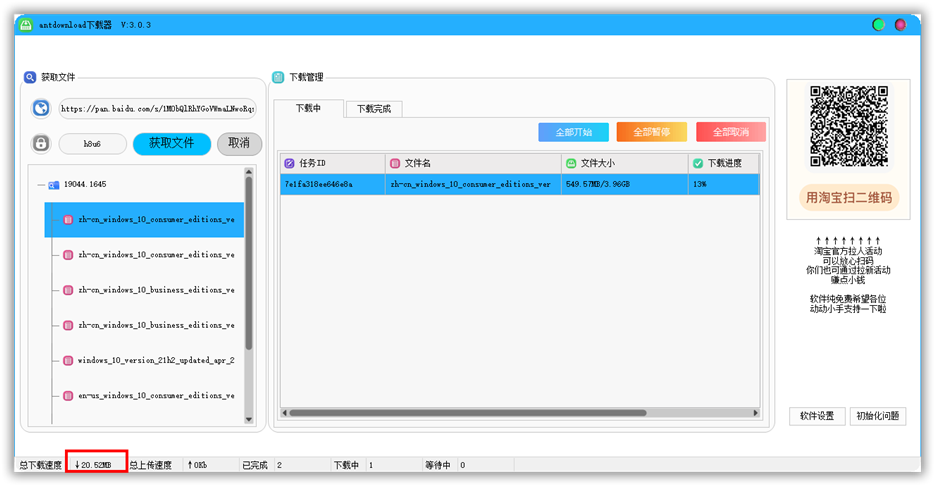 antdownload下载器 V:3.0.3
获取文件
https://pan.baidu.com/s/1MObQlRhYGoVWmaLNwoRqs
h8u6 获取文件 取消
19044.1645
zh-cn_windows_10_consumer_editions_ve
zh-cn_windows_10_consumer_editions_ve
zh-cn_windows_10_business_editions_ve
zh-cn_windows_10_business_editions_ve
windows_10_version_21h2_updated_apr_2
en-us_windows_10_consumer_editions_ve
下载管理
下载中 下载完成
全部开始 全部暂停 全部取消
任务ID 文件名 文件大小 下载进度
7e1fa318ee646e8a zh-cn_windows_10_consumer_editions_ver 549.57MB/3.96GB 13%
用淘宝扫二维码
↑↑↑↑↑↑↑↑
淘宝官方拉人活动
可以放心扫码
你们也可通过拉新活动
赚点小钱
软件纯免费希望各位
动动小手支持一下啦
软件设置 初始化问题
总下载速度 ↓20.52MB 总上传速度 ↑0Kb 已完成 2 下载中 1 等待中 0